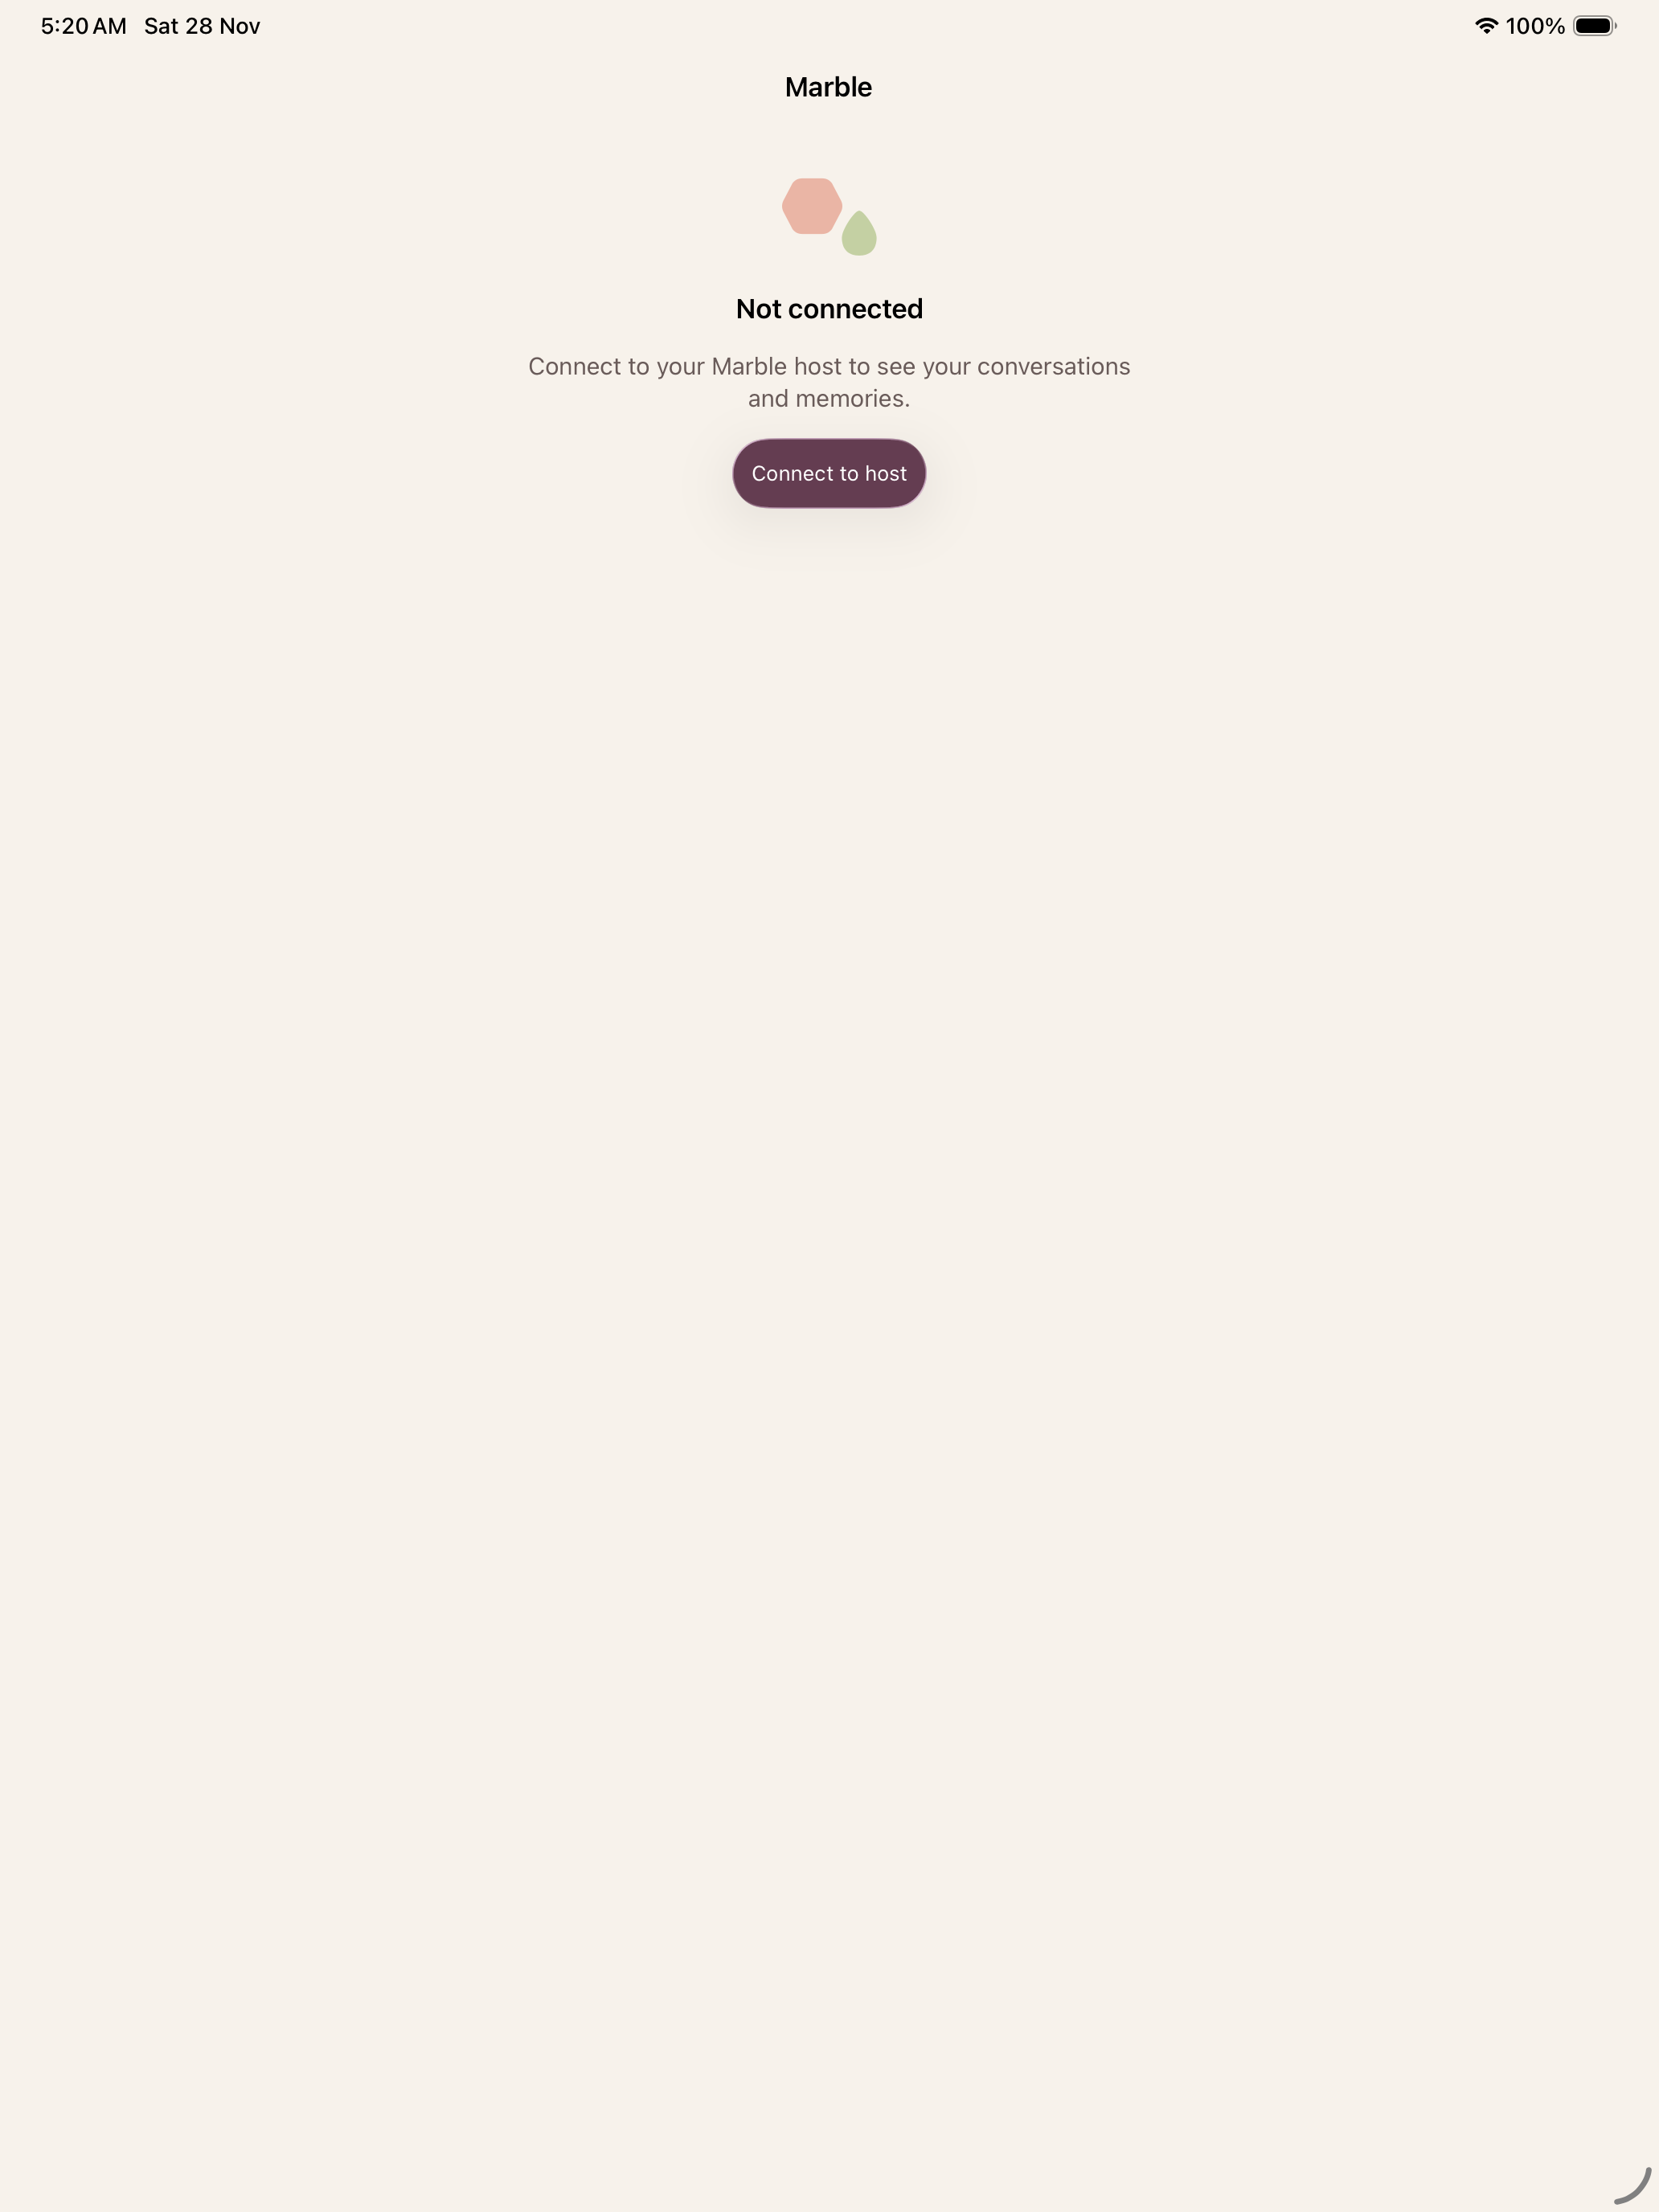 5:20 AM Sat 28 Nov
100%
Marble
Not connected
Connect to your Marble host to see your conversations
and memories.
Connect to host